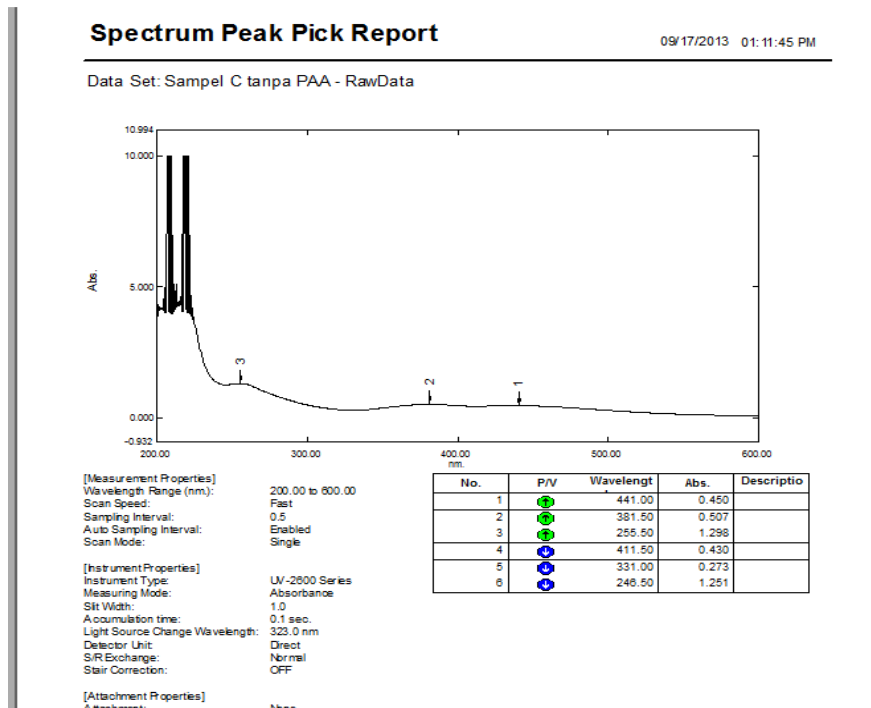 Spectrum Peak Pick Report
09/17/2013 01:11:45 PM
Data Set: Sampel C tanpa PAA - RawData
10.994
10.000
5.000
0.000
-0.932
Abs.
3
2
1
200.00 300.00 400.00 500.00 600.00
nm.
[Measurement Properties]
Wavelength Range (nm.): 200.00 to 600.00
Scan Speed: Fast
Sampling Interval: 0.5
Auto Sampling Interval: Enabled
Scan Mode: Single
[Instrument Properties]
Instrument Type: UV-2600 Series
Measuring Mode: Absorbance
Slit Width: 1.0
Accumulation time: 0.1 sec.
Light Source Change Wavelength: 323.0 nm
Detector Unit: Direct
S/R Exchange: Normal
Stair Correction: OFF
[Attachment Properties]
No. P/V Wavelengt Abs. Descriptio
1 441.00 0.450
2 381.50 0.507
3 255.50 1.298
4 411.50 0.430
5 331.00 0.273
6 246.50 1.251